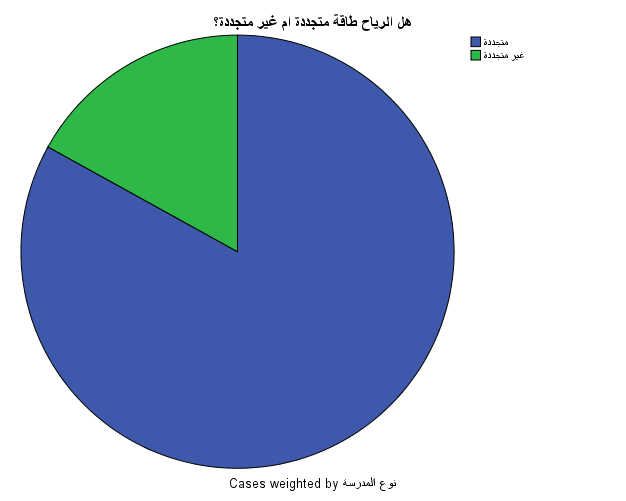 هل الرياح طاقة متجددة ام غير متجددة؟
متجددة
غير متجددة
Cases weighted by نوع المدرسة